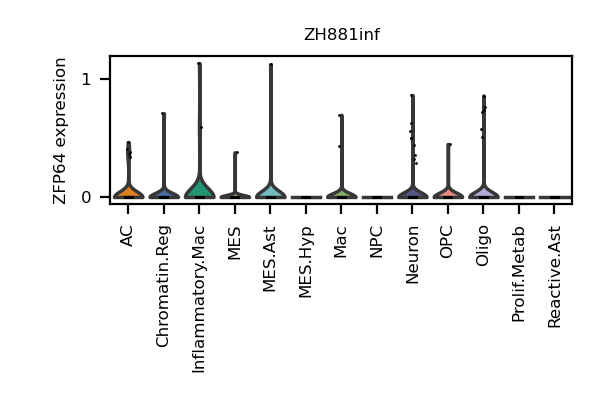 ZH881inf
ZFP64 expression
1
0
AC
Chromatin.Reg
Inflammatory.Mac
MES
MES.Ast
MES.Hyp
Mac
NPC
Neuron
OPC
Oligo
Prolif.Metab
Reactive.Ast